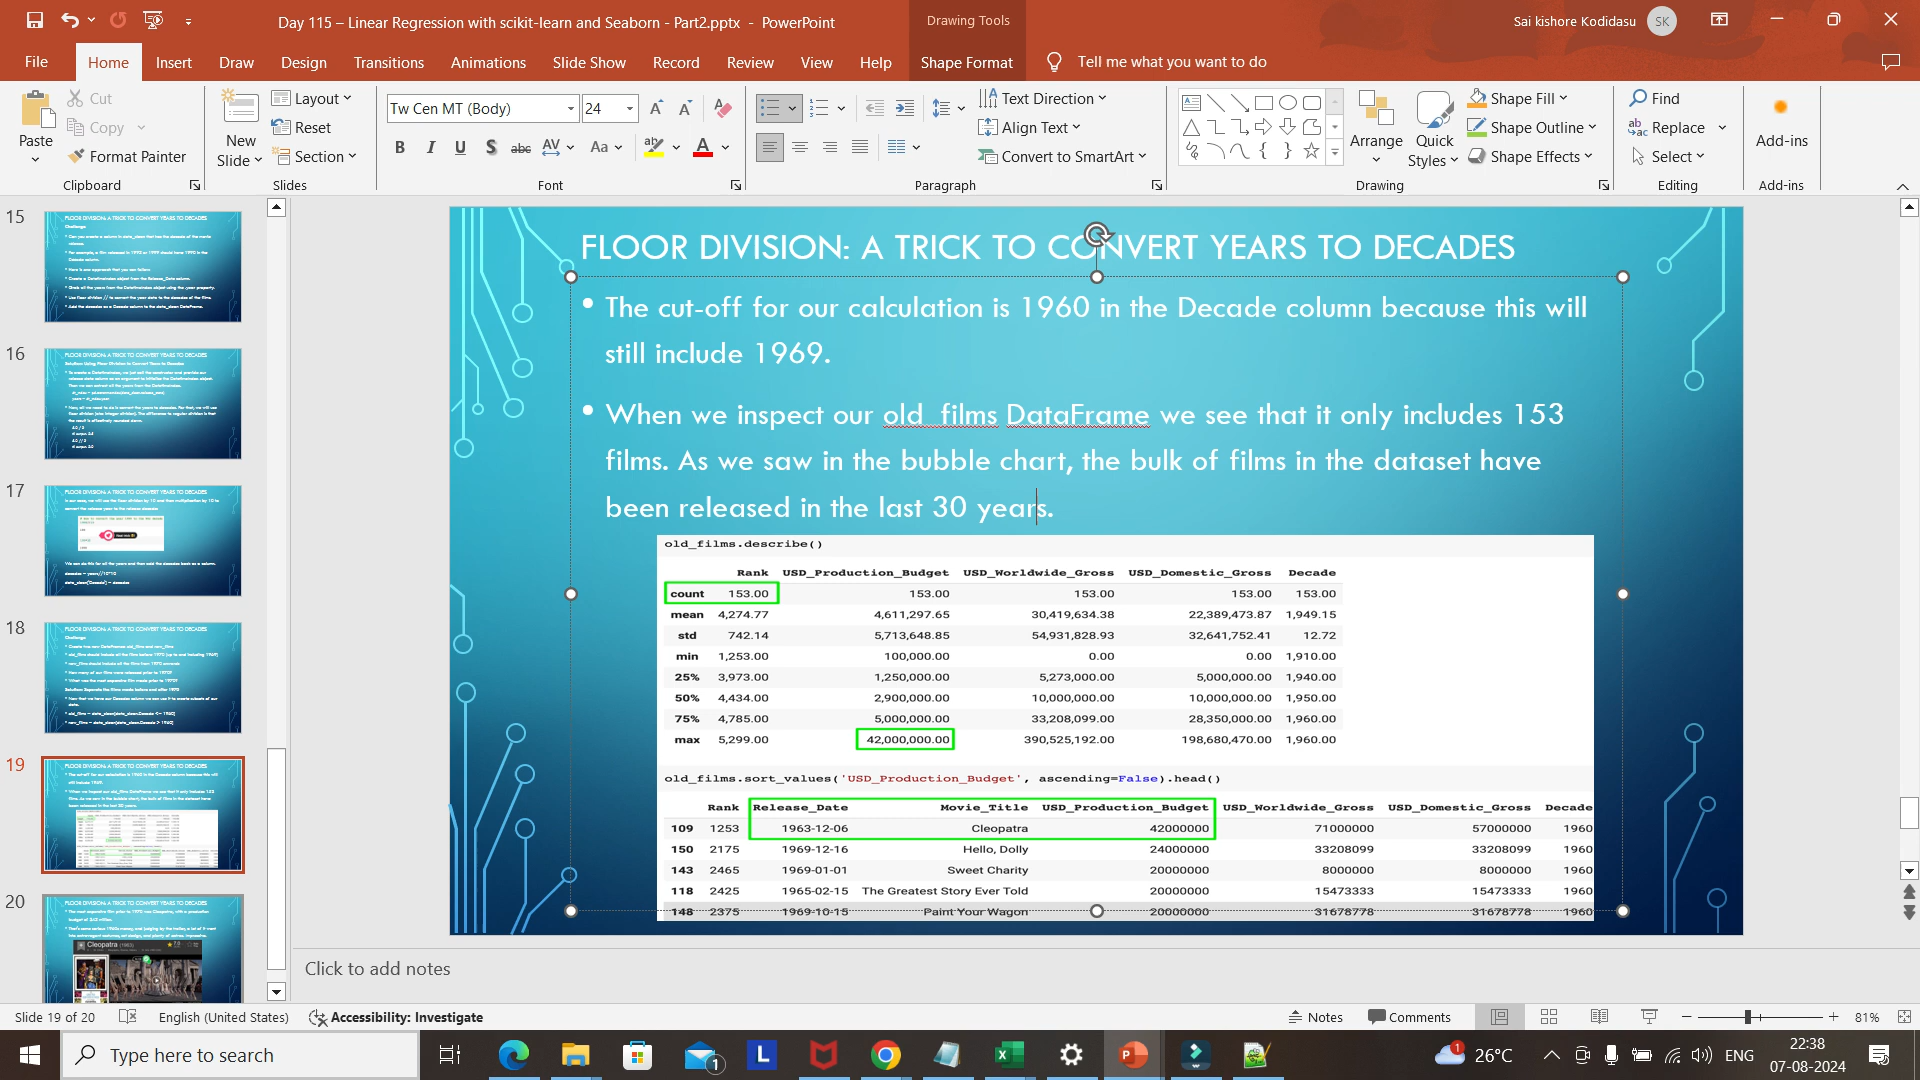 Day 115 – Linear Regression with scikit-learn and Seaborn - Part2.pptx - PowerPoint
Drawing Tools
Sai kishore Kodidasu
SK
File
Home
Insert
Draw
Design
Transitions
Animations
Slide Show
Record
Review
View
Help
Shape Format
Tell me what you want to do
Paste
Cut
Copy
Format Painter
Clipboard
New
Slide
Layout
Reset
Section
Slides
Tw Cen MT (Body)
24
Font
Text Direction
Align Text
Convert to SmartArt
Paragraph
Arrange
Quick
Styles
Shape Fill
Shape Outline
Shape Effects
Drawing
Find
Replace
Select
Editing
Add-ins
Add-ins
15
16
17
18
19
20
FLOOR DIVISION: A TRICK TO CONVERT YEARS TO DECADES
• The cut-off for our calculation is 1960 in the Decade column because this will
still include 1969.
• When we inspect our old_films DataFrame we see that it only includes 153
films. As we saw in the bubble chart, the bulk of films in the dataset have
been released in the last 30 years.
old_films.describe()
Rank USD_Production_Budget USD_Worldwide_Gross USD_Domestic_Gross Decade
count 153.00 153.00 153.00 153.00 153.00
mean 4,274.77 4,611,297.65 30,419,634.38 22,389,473.87 1,949.15
std 742.14 5,713,648.85 54,931,828.93 32,641,752.41 12.72
min 1,253.00 100,000.00 0.00 0.00 1,910.00
25% 3,973.00 1,250,000.00 5,273,000.00 5,000,000.00 1,940.00
50% 4,434.00 2,900,000.00 10,000,000.00 10,000,000.00 1,950.00
75% 4,785.00 5,000,000.00 33,208,099.00 28,350,000.00 1,960.00
max 5,299.00 42,000,000.00 390,525,192.00 198,680,470.00 1,960.00
old_films.sort_values('USD_Production_Budget', ascending=False).head()
Rank Release_Date Movie_Title USD_Production_Budget USD_Worldwide_Gross USD_Domestic_Gross Decade
109 1253 1963-12-06 Cleopatra 42000000 71000000 57000000 1960
150 2175 1969-12-16 Hello, Dolly 24000000 33208099 33208099 1960
143 2465 1969-01-01 Sweet Charity 20000000 8000000 8000000 1960
118 2425 1965-02-15 The Greatest Story Ever Told 20000000 15473333 15473333 1960
148 2375 1969-10-15 Paint Your Wagon 20000000 31678778 31678778 1960
Click to add notes
Slide 19 of 20
English (United States)
Accessibility: Investigate
Notes
Comments
81%
Type here to search
26°C
ENG
22:38
07-08-2024